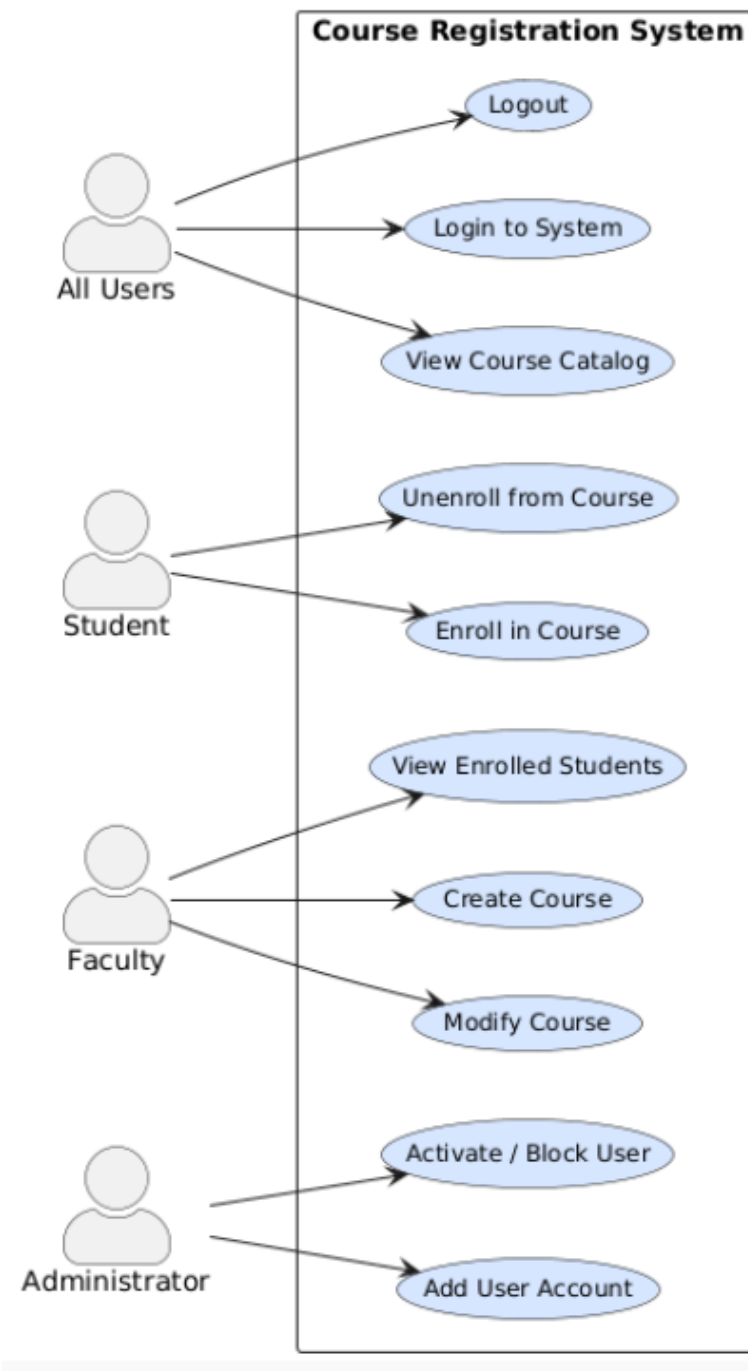 Course Registration System
Logout
Login to System
All Users
View Course Catalog
Unenroll from Course
Student
Enroll in Course
View Enrolled Students
Create Course
Faculty
Modify Course
Activate / Block User
Administrator
Add User Account